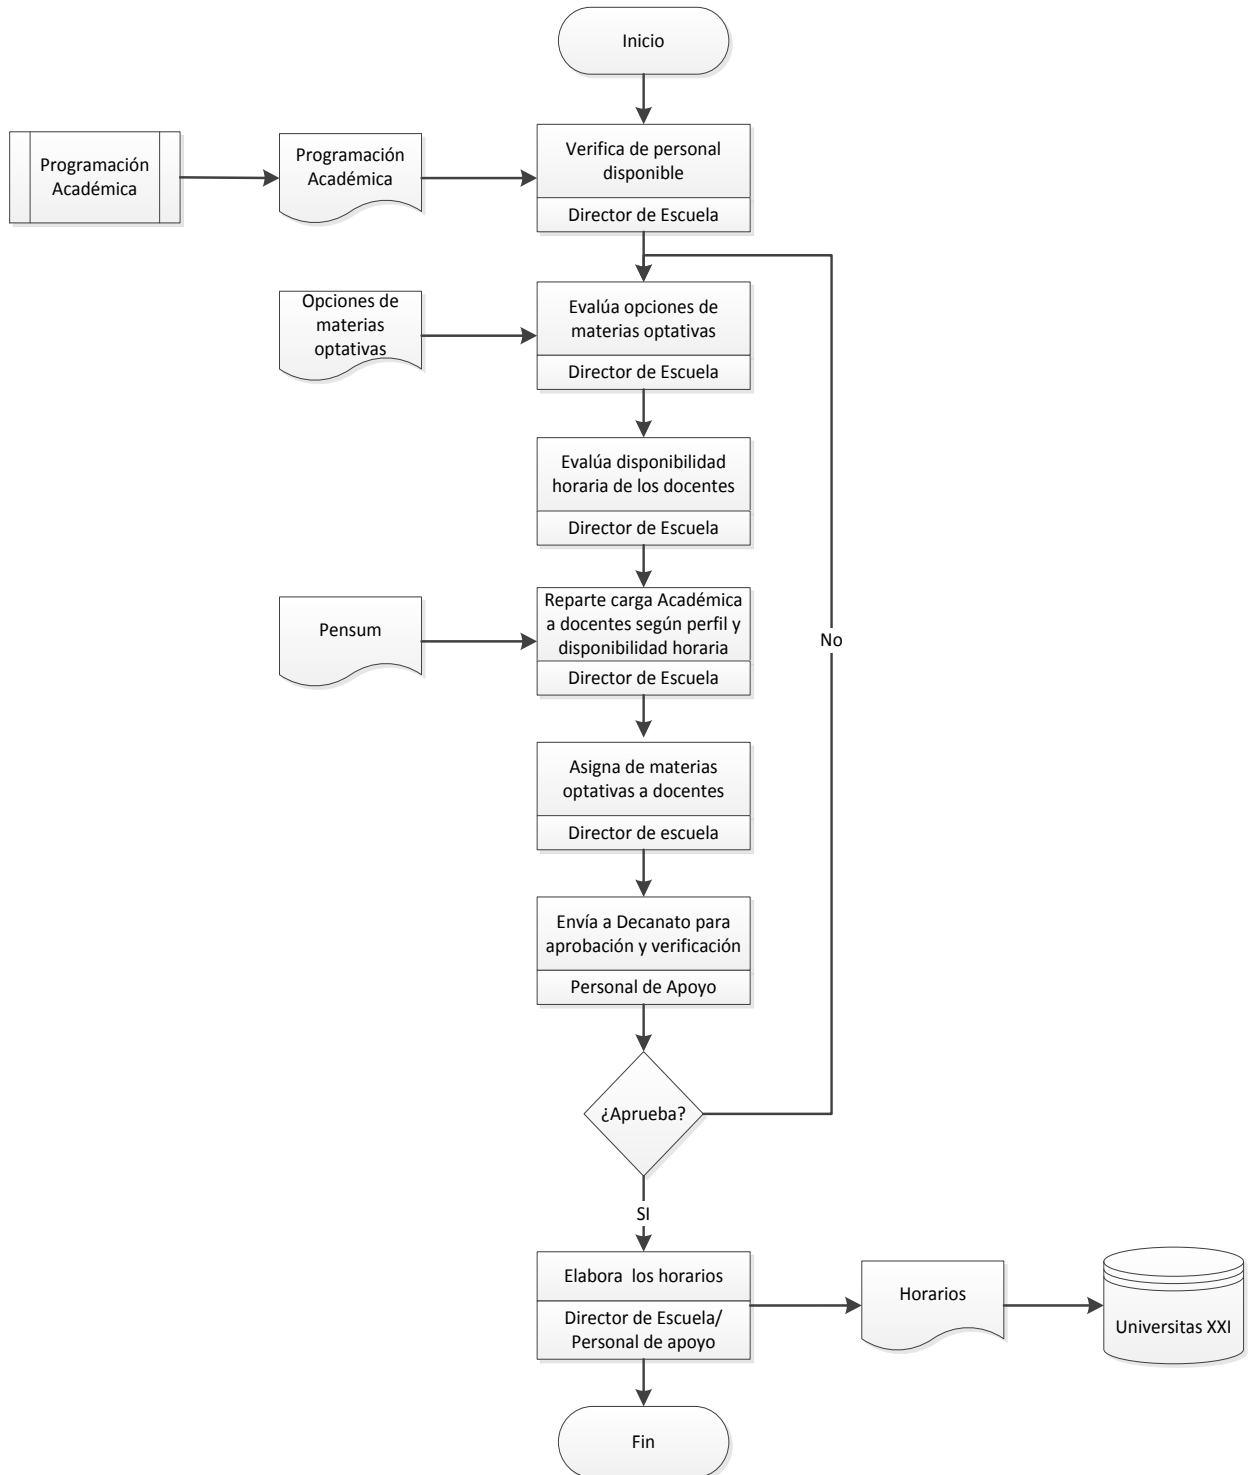 Inicio
Programación
Académica
Programación
Académica
Verifica de personal
disponible
Director de Escuela
Opciones de
materias
optativas
Evalúa opciones de
materias optativas
Director de Escuela
Evalúa disponibilidad
horaria de los docentes
Director de Escuela
Pensum
Reparte carga Académica
a docentes según perfil y
disponibilidad horaria
Director de Escuela
No
Asigna de materias
optativas a docentes
Director de escuela
Envía a Decanato para
aprobación y verificación
Personal de Apoyo
¿Aprueba?
SI
Elabora los horarios
Director de Escuela/
Personal de apoyo
Horarios
Universitas XXI
Fin